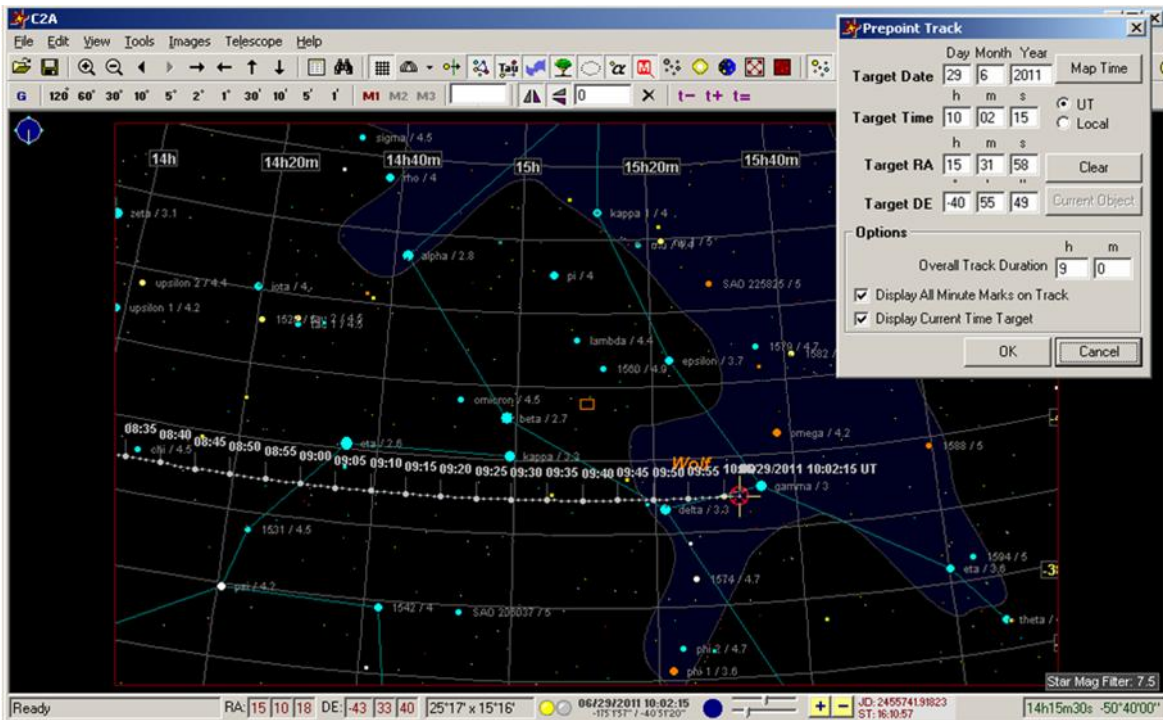 C2A
File Edit View Tools Images Telescope Help
G 120° 60° 30° 10° 5° 2° 1° 30' 10' 5' 1' M1 M2 M3 0 t- t+ t=
Prepoint Track
Day Month Year
Target Date 29 6 2011 Map Time
h m s
Target Time 10 02 15 UT
Local
h m s
Target RA 15 31 58 Clear
° ' "
Target DE -40 55 49 Current Object
Options
h m
Overall Track Duration 9 0
Display All Minute Marks on Track
Display Current Time Target
OK Cancel
14h 14h20m 14h40m 15h 15h20m 15h40m
sigma / 4.5
rho / 4
zeta / 3.1
kappa 1 / 4
alpha / 2.8
pi / 4
upsilon 2 / 4.4
iota / 4
SAO 225825 / 5
upsilon 1 / 4.2
lambda / 4.4
1579 / 4.7
1582
epsilon / 3.7
1560 / 4.9
omicron / 4.5
beta / 2.7
omega / 4.2
1588 / 5
eta / 2.6
chi / 4.5
kappa / 3.3
Wolf
08:35 08:40 08:45 08:50 08:55 09:00 09:05 09:10 09:15 09:20 09:25 09:30 09:35 09:40 09:45 09:50 09:55 /29/2011 10:02:15 UT
gamma / 3
delta / 3.3
1531 / 4.5
1594 / 5
eta / 3.6
1574 / 4.7
psi / 4.2
1542 / 4
SAO 206037 / 5
theta /
phi 2 / 4.7
phi 1 / 3.6
Star Mag Filter: 7.5
Ready RA: 15 10 18 DE: -43 33 40 25°17' x 15°16' 06/29/2011 10:02:15 JD: 2455741.91823 14h15m30s -50°40'00"
-175°1'57" / -40°51'20" ST: 16:10:57